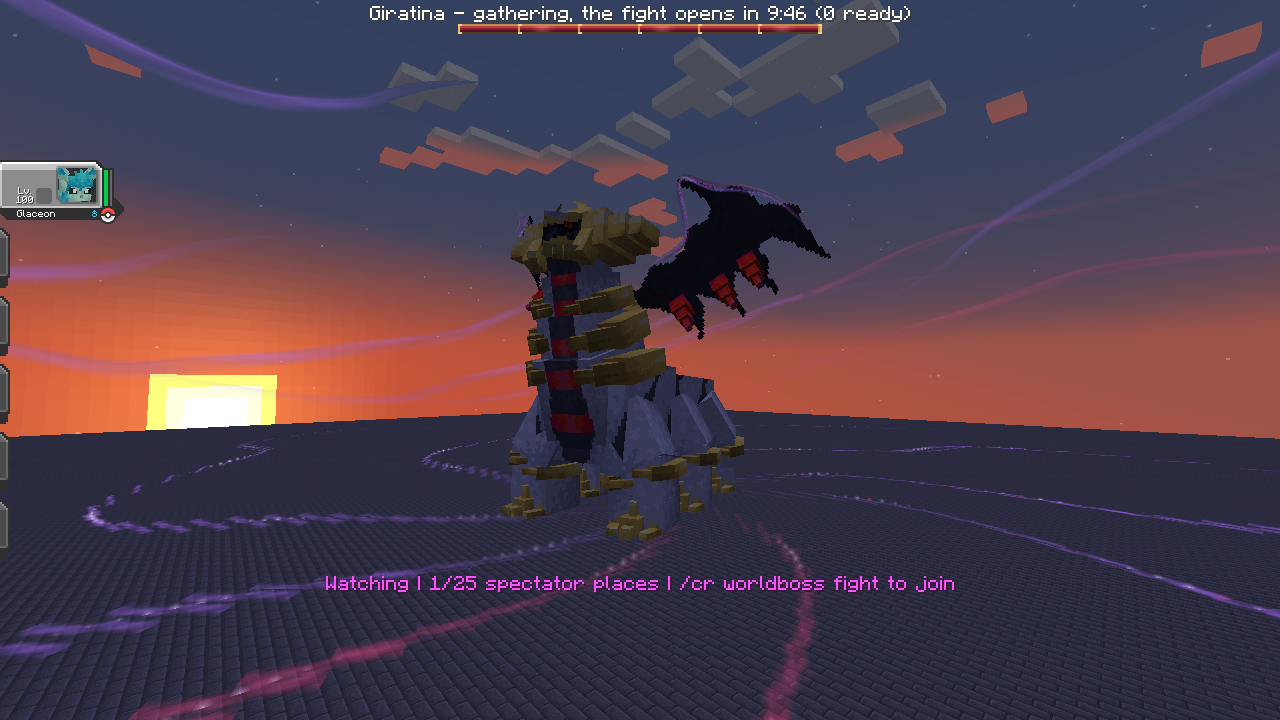 Giratina – gathering, the fight opens in 9:46 (0 ready)
Lv.
100
Glaceon
Watching | 1/25 spectator places | /cr worldboss fight to join